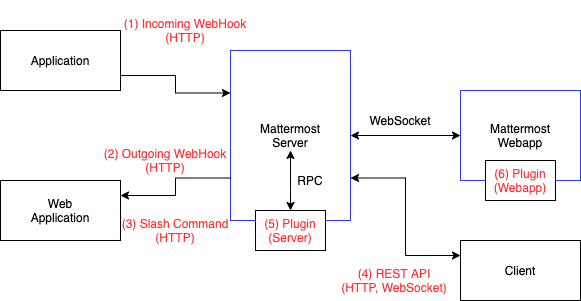 (1) Incoming WebHook
(HTTP)
Application
Mattermost
Server
WebSocket
Mattermost
Webapp
(2) Outgoing WebHook
(HTTP)
RPC
(6) Plugin
(Webapp)
Web
Application
(3) Slash Command
(HTTP)
(5) Plugin
(Server)
(4) REST API
(HTTP, WebSocket)
Client